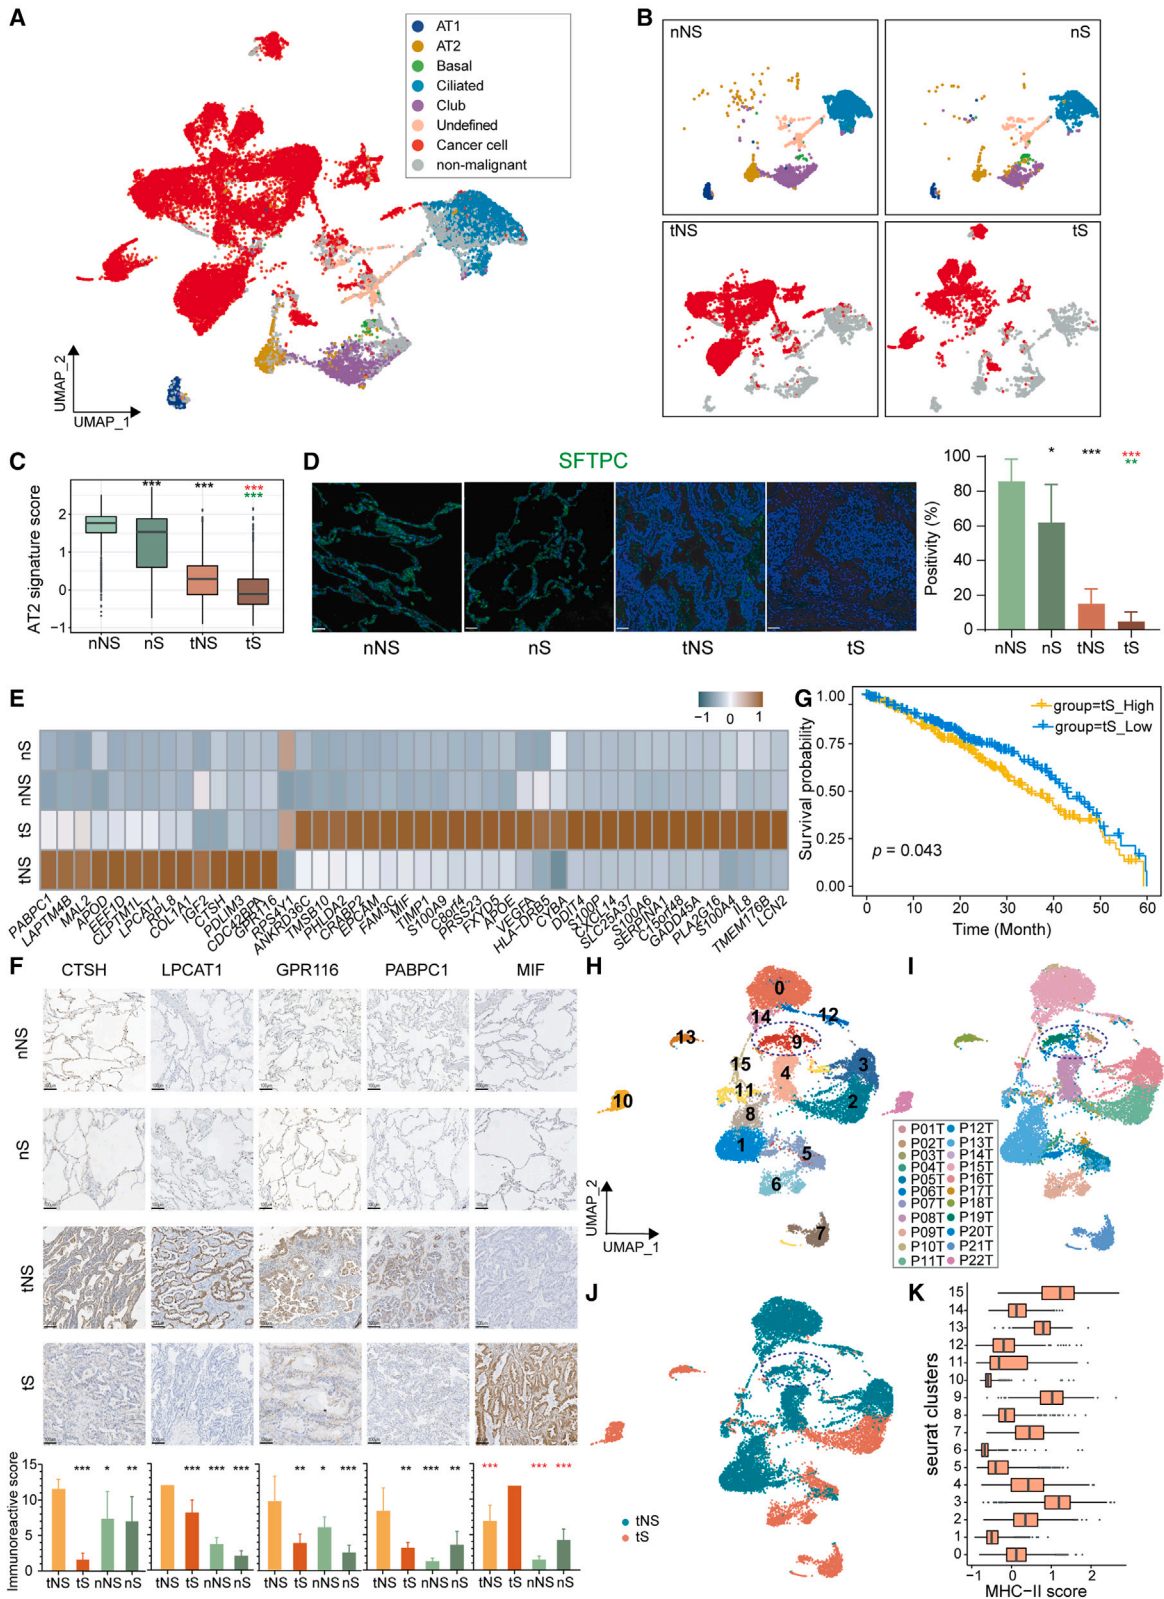 A
AT1
AT2
Basal
Ciliated
Club
Undefined
Cancer cell
non-malignant
UMAP_2
UMAP_1
B
nNS
nS
tNS
tS
C
AT2 signature score
2
1
0
−1
*** *** *** ***
nNS nS tNS tS
D
SFTPC
nNS nS tNS tS
Positivity (%)
100
80
60
40
20
0
* *** *** **
nNS nS tNS tS
E
−1 0 1
nS
nNS
tS
tNS
PABPC1
LAPTM4B
MAL2
APOD
EEF1D
CLPTM1L
LPCAT1
RPL8
COL1A1
IGF2
CTSH
PDLIM3
CDC42BPA
GPR116
RPS4Y1
ANKRD36C
TMSB10
PHLDA2
CRABP2
EPCAM
FAM3C
MIF
TIMP1
S100A9
C8orf4
PRSS23
FXYD5
APOE
VEGFA
HLA−DRB5
CYBA
DDIT4
S100P
CXCL14
SLC25A37
S100A6
SERPINA1
C15orf48
GADD45A
PLA2G16
S100A4
IL8
TMEM176B
LCN2
G
Survival probability
1.00
0.75
0.50
0.25
0.00
group=tS_High
group=tS_Low
p = 0.043
0 10 20 30 40 50 60
Time (Month)
F
CTSH LPCAT1 GPR116 PABPC1 MIF
nNS
nS
tNS
tS
Immunoreactive score
15
10
5
0
*** * **
*** *** ***
** * ***
** *** **
*** *** ***
tNS tS nNS nS tNS tS nNS nS tNS tS nNS nS tNS tS nNS nS tNS tS nNS nS
H
0
14
12
13
9
15
4
3
11
10
2
8
1
5
6
7
UMAP_2
UMAP_1
I
P01T P12T
P02T P13T
P03T P14T
P04T P15T
P05T P16T
P06T P17T
P07T P18T
P08T P19T
P09T P20T
P10T P21T
P11T P22T
J
tNS
tS
K
seurat clusters
15
14
13
12
11
10
9
8
7
6
5
4
3
2
1
0
−1 0 1 2
MHC−II score